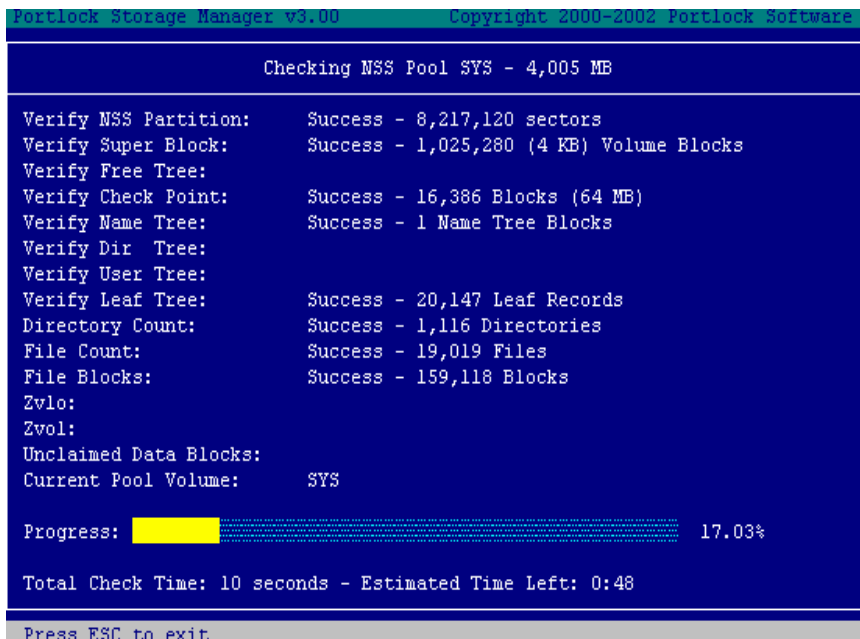 Portlock Storage Manager v3.00 Copyright 2000-2002 Portlock Software
Checking NSS Pool SYS - 4,005 MB
Verify NSS Partition: Success - 8,217,120 sectors
Verify Super Block: Success - 1,025,280 (4 KB) Volume Blocks
Verify Free Tree:
Verify Check Point: Success - 16,386 Blocks (64 MB)
Verify Name Tree: Success - 1 Name Tree Blocks
Verify Dir Tree:
Verify User Tree:
Verify Leaf Tree: Success - 20,147 Leaf Records
Directory Count: Success - 1,116 Directories
File Count: Success - 19,019 Files
File Blocks: Success - 159,118 Blocks
Zvlo:
Zvol:
Unclaimed Data Blocks:
Current Pool Volume: SYS
Progress: 17.03%
Total Check Time: 10 seconds - Estimated Time Left: 0:48
Press ESC to exit